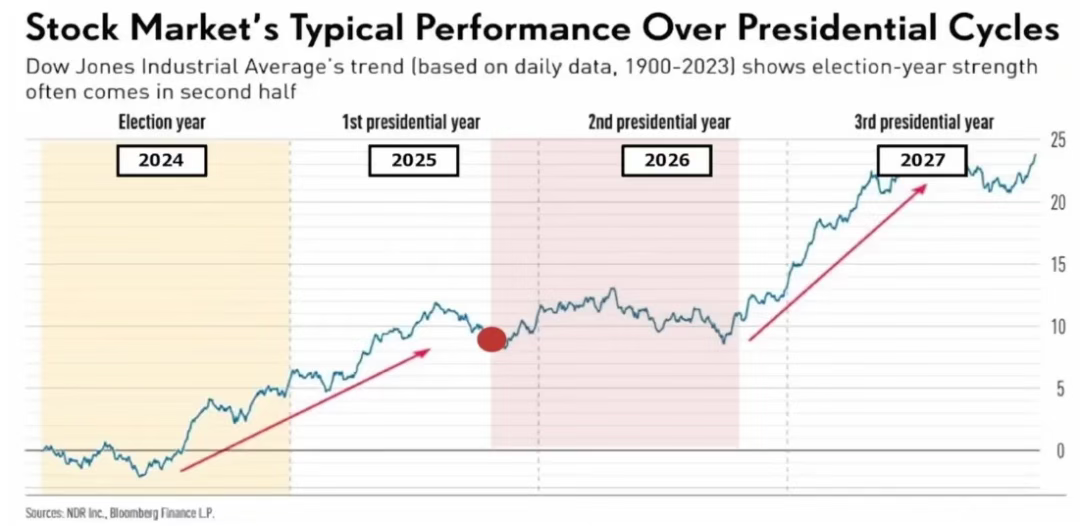 Stock Market's Typical Performance Over Presidential Cycles
Dow Jones Industrial Average's trend (based on daily data, 1900-2023) shows election-year strength
often comes in second half
Election year
1st presidential year
2nd presidential year
3rd presidential year
2024
2025
2026
2027
25
20
15
10
5
0
Sources: NDR Inc., Bloomberg Finance L.P.